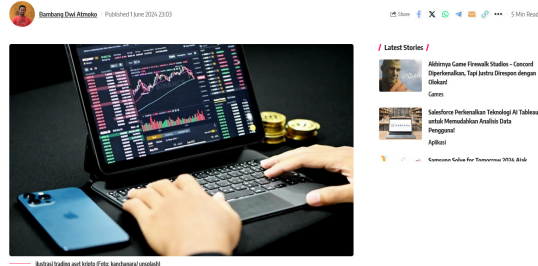 Bambang Dwi Atmoko · Published 1 June 2024 23:03
Share
5 Min Read
ilustrasi trading aset kripto (Foto: kanchanara/ unsplash)
/ Latest Stories /
Akhirnya Game Firewalk Studios – Concord
Diperkenalkan, Tapi Justru Direspon dengan
Olokan!
Games
Salesforce Perkenalkan Teknologi AI Tableau
untuk Memudahkan Analisis Data
Pengguna!
Aplikasi
Samsung Solve for Tomorrow 2024 Ajak